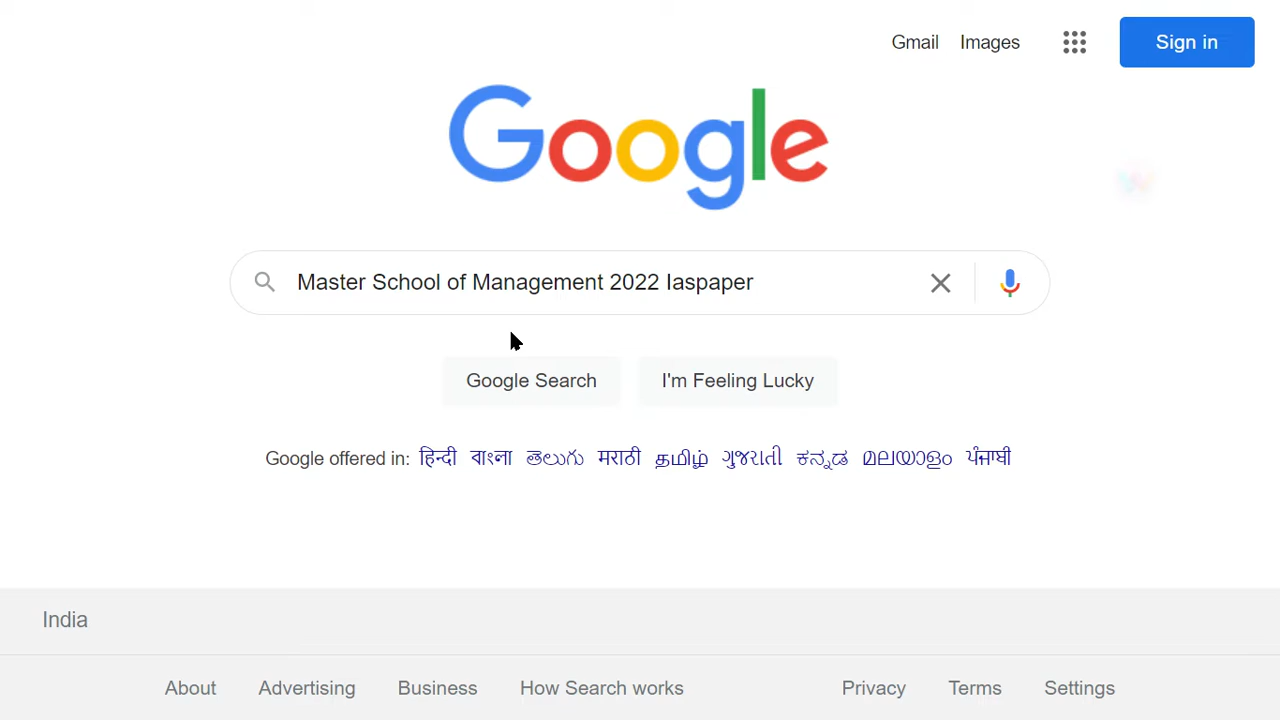 Gmail Images Sign in
Google
Master School of Management 2022 Iaspaper
Google Search I'm Feeling Lucky
Google offered in: हिन्दी বাংলা తెలుగు मराठी தமிழ் ગુજરાતી ಕನ್ನಡ മലയാളം ਪੰਜਾਬੀ
India
About Advertising Business How Search works Privacy Terms Settings